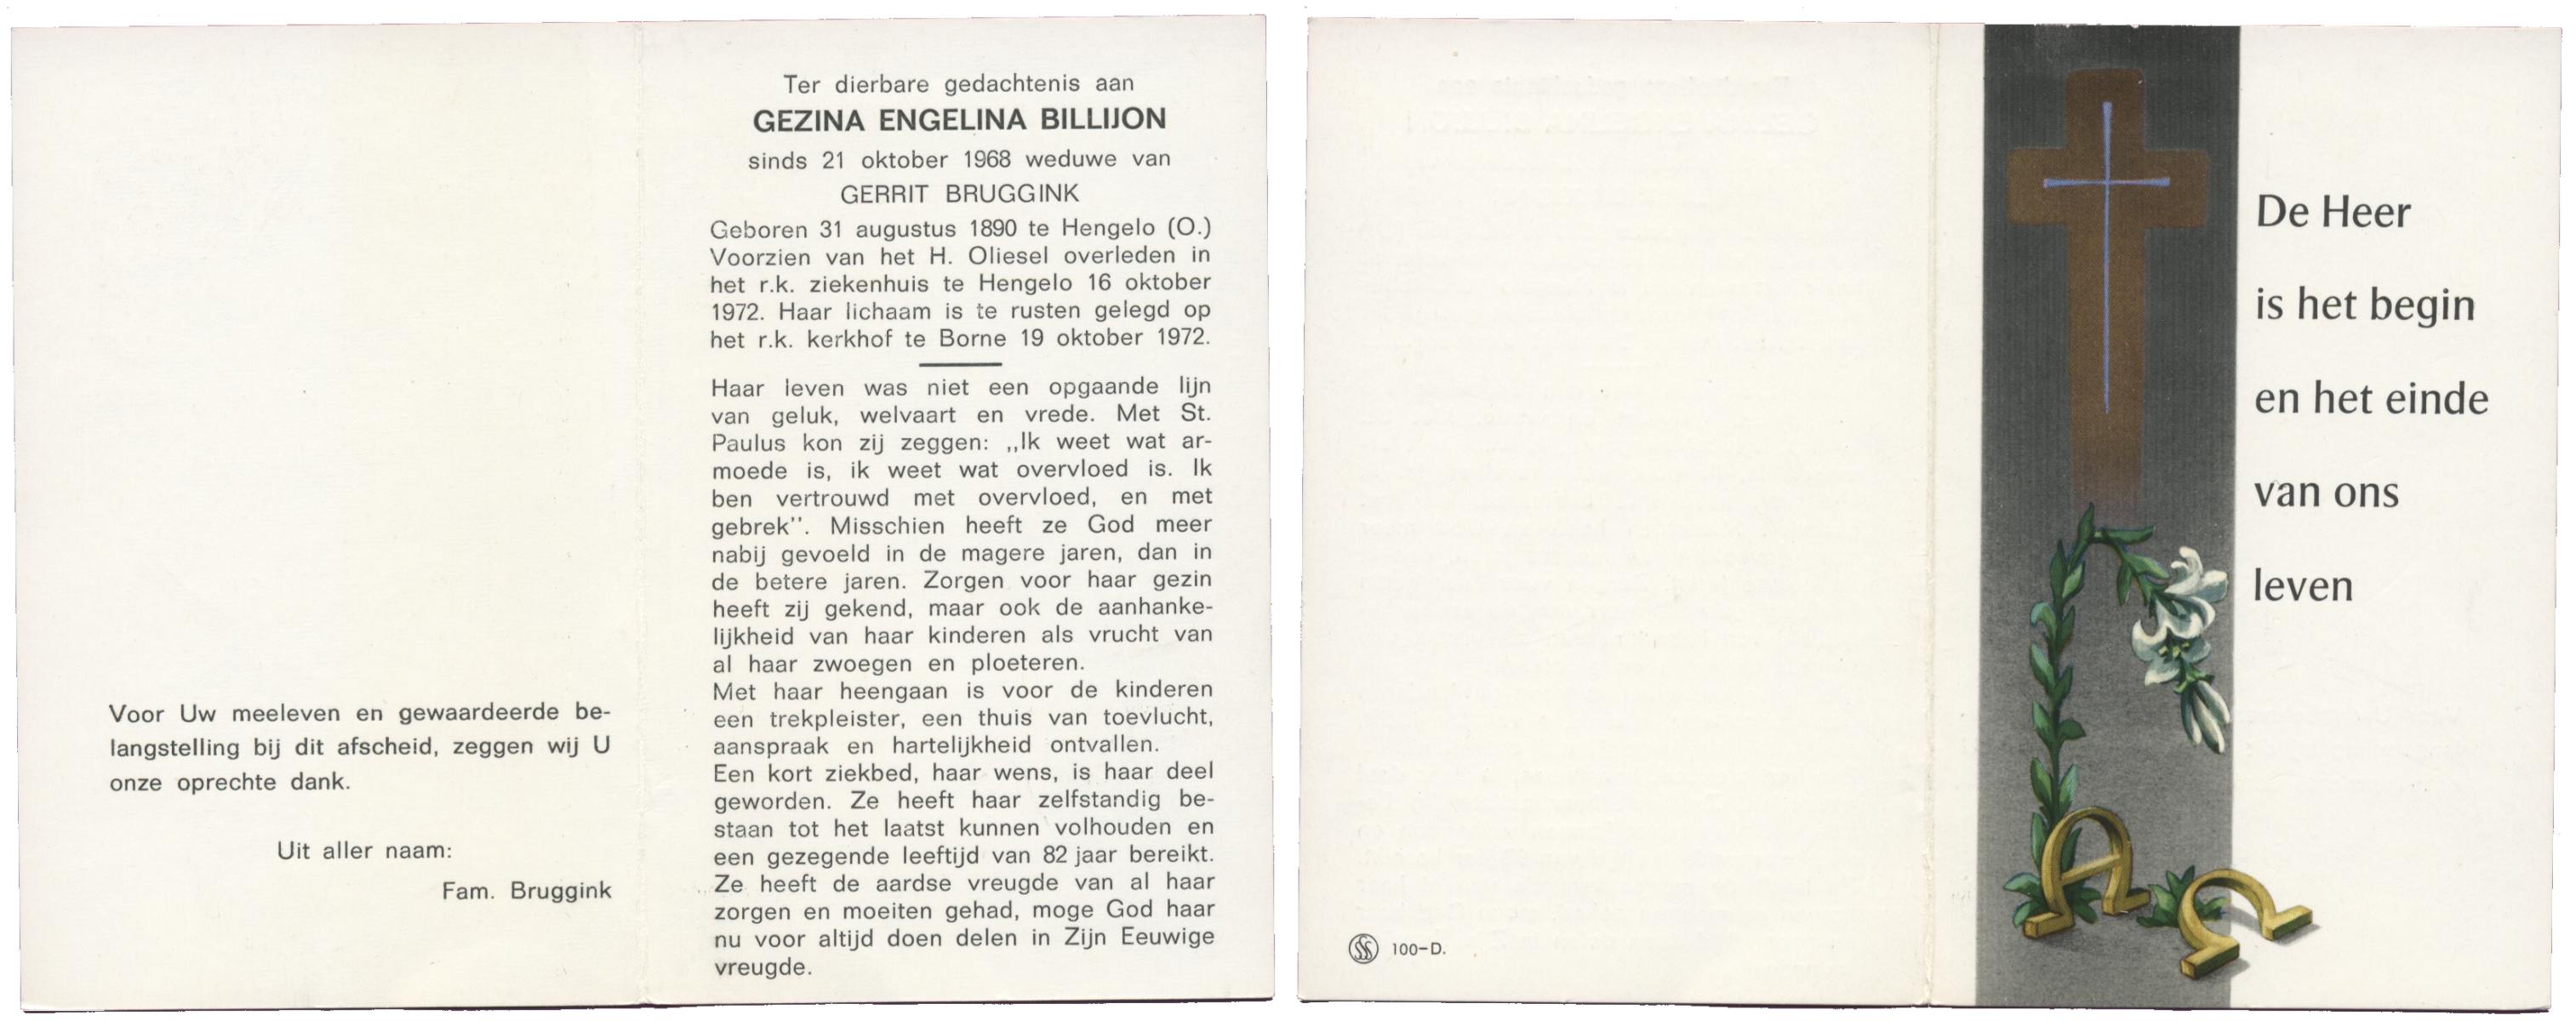 Voor Uw meeleven en gewaardeerde be-
langstelling bij dit afscheid, zeggen wij U
onze oprechte dank.
Uit aller naam:
Fam. Bruggink
Ter dierbare gedachtenis aan
GEZINA ENGELINA BILLIJON
sinds 21 oktober 1968 weduwe van
GERRIT BRUGGINK
Geboren 31 augustus 1890 te Hengelo (O.)
Voorzien van het H. Oliesel overleden in
het r.k. ziekenhuis te Hengelo 16 oktober
1972. Haar lichaam is te rusten gelegd op
het r.k. kerkhof te Borne 19 oktober 1972.
Haar leven was niet een opgaande lijn
van geluk, welvaart en vrede. Met St.
Paulus kon zij zeggen: ,,Ik weet wat ar-
moede is, ik weet wat overvloed is. Ik
ben vertrouwd met overvloed, en met
gebrek''. Misschien heeft ze God meer
nabij gevoeld in de magere jaren, dan in
de betere jaren. Zorgen voor haar gezin
heeft zij gekend, maar ook de aanhanke-
lijkheid van haar kinderen als vrucht van
al haar zwoegen en ploeteren.
Met haar heengaan is voor de kinderen
een trekpleister, een thuis van toevlucht,
aanspraak en hartelijkheid ontvallen.
Een kort ziekbed, haar wens, is haar deel
geworden. Ze heeft haar zelfstandig be-
staan tot het laatst kunnen volhouden en
een gezegende leeftijd van 82 jaar bereikt.
Ze heeft de aardse vreugde van al haar
zorgen en moeiten gehad, moge God haar
nu voor altijd doen delen in Zijn Eeuwige
vreugde.
100-D.
De Heer
is het begin
en het einde
van ons
leven
A Ω